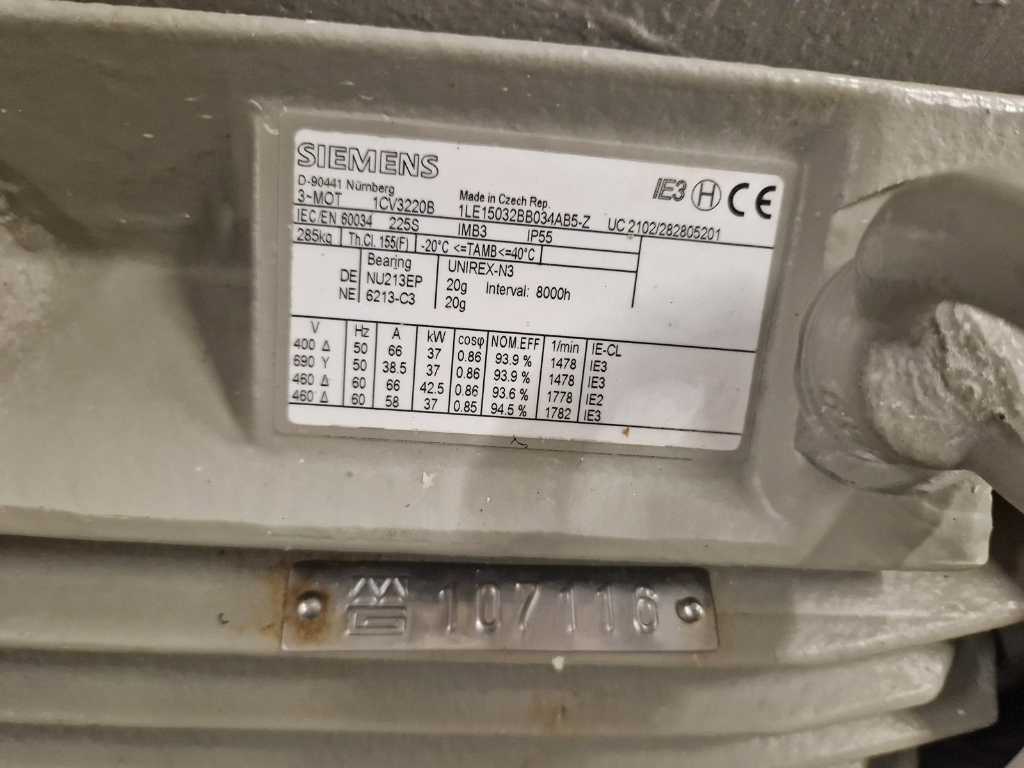 SIEMENS
IE3 H CE
D-90441 Nürnberg
Made in Czech Rep.
3~MOT 1CV3220B 1LE15032BB034AB5-Z UC 2102/282805201
IEC/EN 60034 225S IMB3 IP55
285kg Th.Cl. 155(F) -20°C <=TAMB<=40°C
Bearing UNIREX-N3
DE NU213EP 20g Interval: 8000h
NE 6213-C3 20g
V Hz A kW cosφ NOM.EFF 1/min IE-CL
400 Δ 50 66 37 0.86 93.9 % 1478 IE3
690 Y 50 38.5 37 0.86 93.9 % 1478 IE3
460 Δ 60 66 42.5 0.86 93.6 % 1778 IE2
460 Δ 60 58 37 0.85 94.5 % 1782 IE3
107116